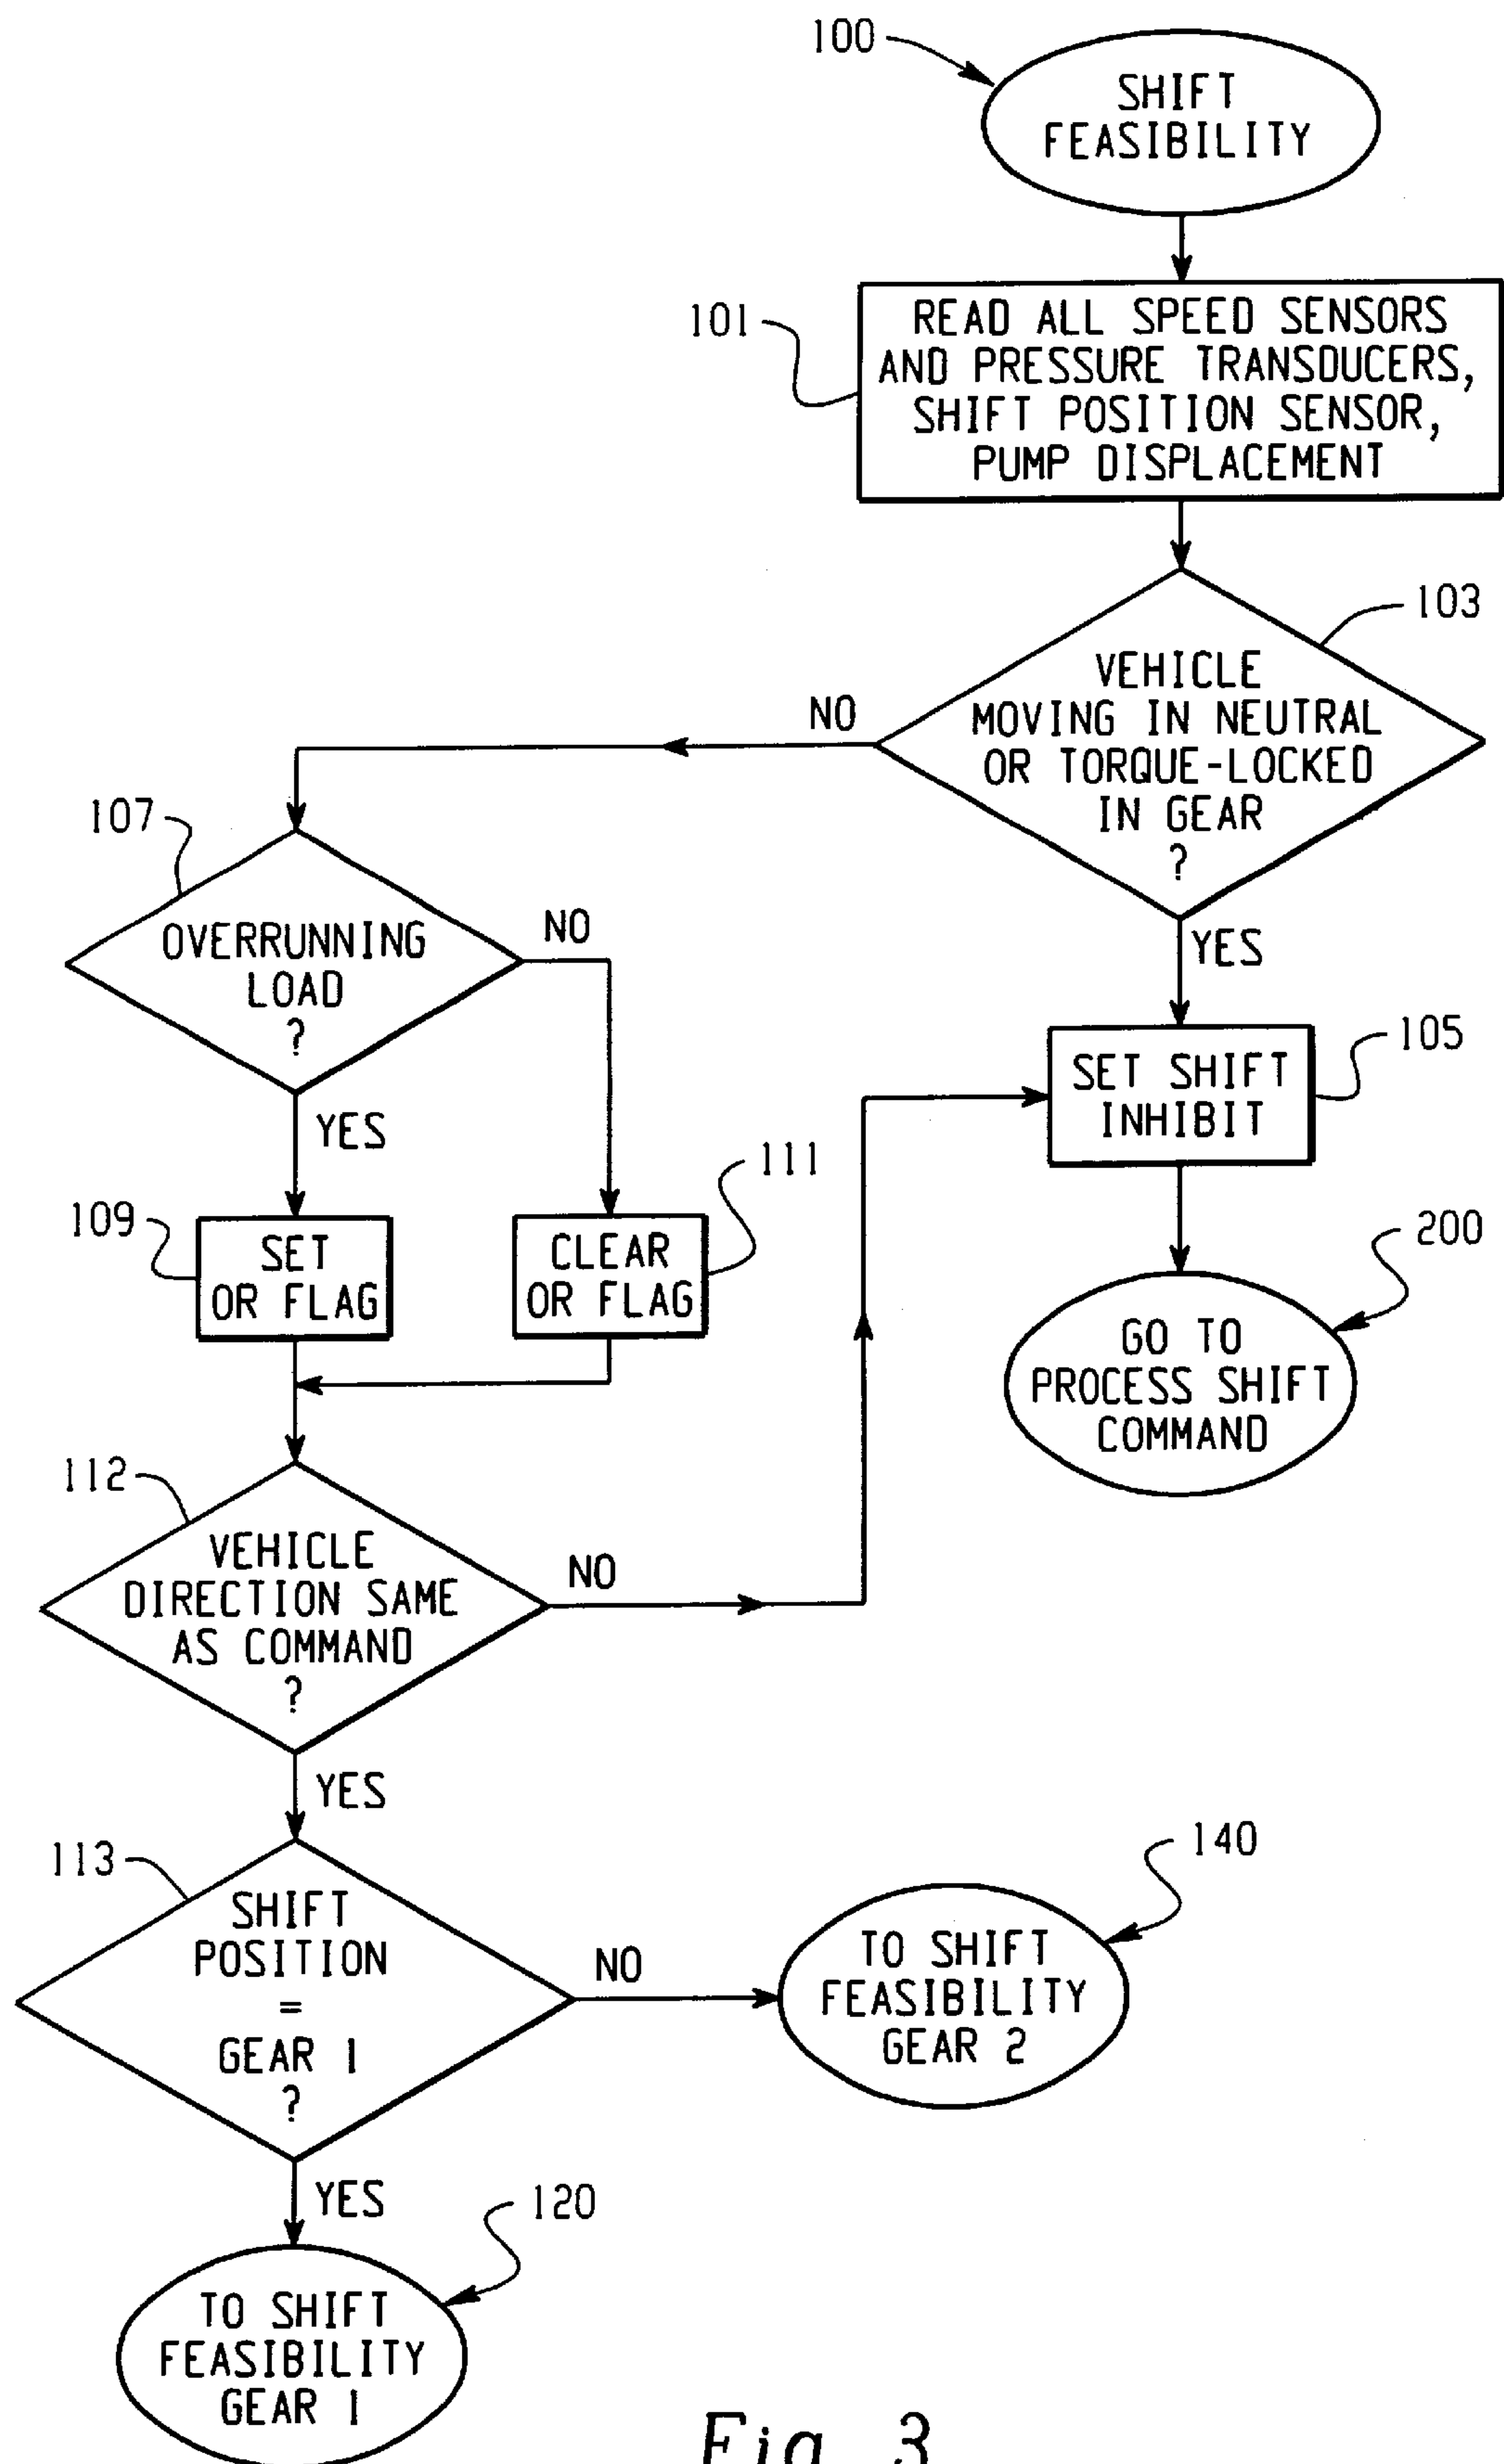 100
SHIFT
FEASIBILITY
101
READ ALL SPEED SENSORS
AND PRESSURE TRANSDUCERS,
SHIFT POSITION SENSOR,
PUMP DISPLACEMENT
103
VEHICLE
MOVING IN NEUTRAL
OR TORQUE-LOCKED
IN GEAR
?
NO
YES
107
OVERRUNNING
LOAD
?
NO
YES
105
SET SHIFT
INHIBIT
109
SET
OR FLAG
111
CLEAR
OR FLAG
200
GO TO
PROCESS SHIFT
COMMAND
112
VEHICLE
DIRECTION SAME
AS COMMAND
?
NO
YES
113
SHIFT
POSITION
=
GEAR 1
?
NO
140
TO SHIFT
FEASIBILITY
GEAR 2
YES
120
TO SHIFT
FEASIBILITY
GEAR 1
Fig. 3